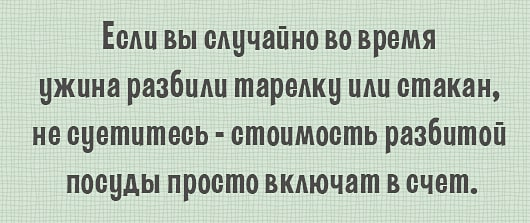 Если вы случайно во время
ужина разбили тарелку или стакан,
не суетитесь - стоимость разбитой
посуды просто включат в счет.